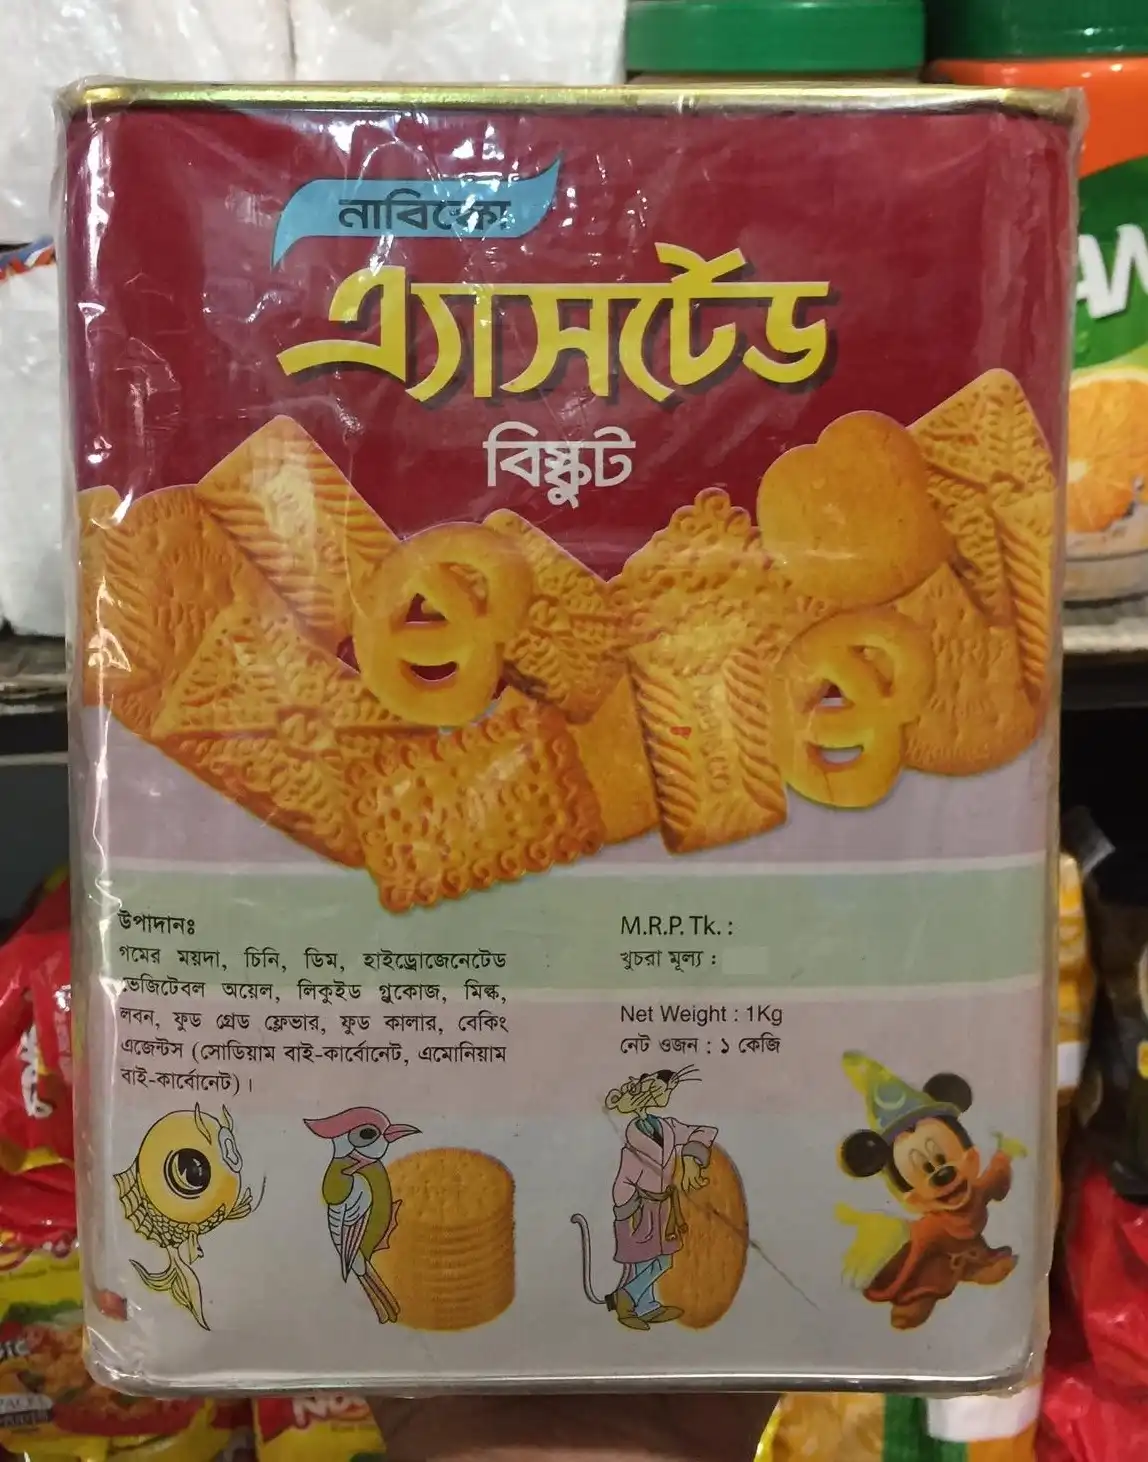 নাবিস্কো
এ্যাসর্টেড
বিস্কুট
উপাদানঃ
গমের ময়দা, চিনি, ডিম, হাইড্রোজেনেটেড
ভেজিটেবল অয়েল, লিকুইড গ্লুকোজ, মিল্ক,
লবন, ফুড গ্রেড ফ্লেভার, ফুড কালার, বেকিং
এজেন্টস (সোডিয়াম বাই-কার্বোনেট, এমোনিয়াম
বাই-কার্বোনেট)।
M.R.P. Tk. :
খুচরা মূল্য :
Net Weight : 1Kg
নেট ওজন : ১ কেজি